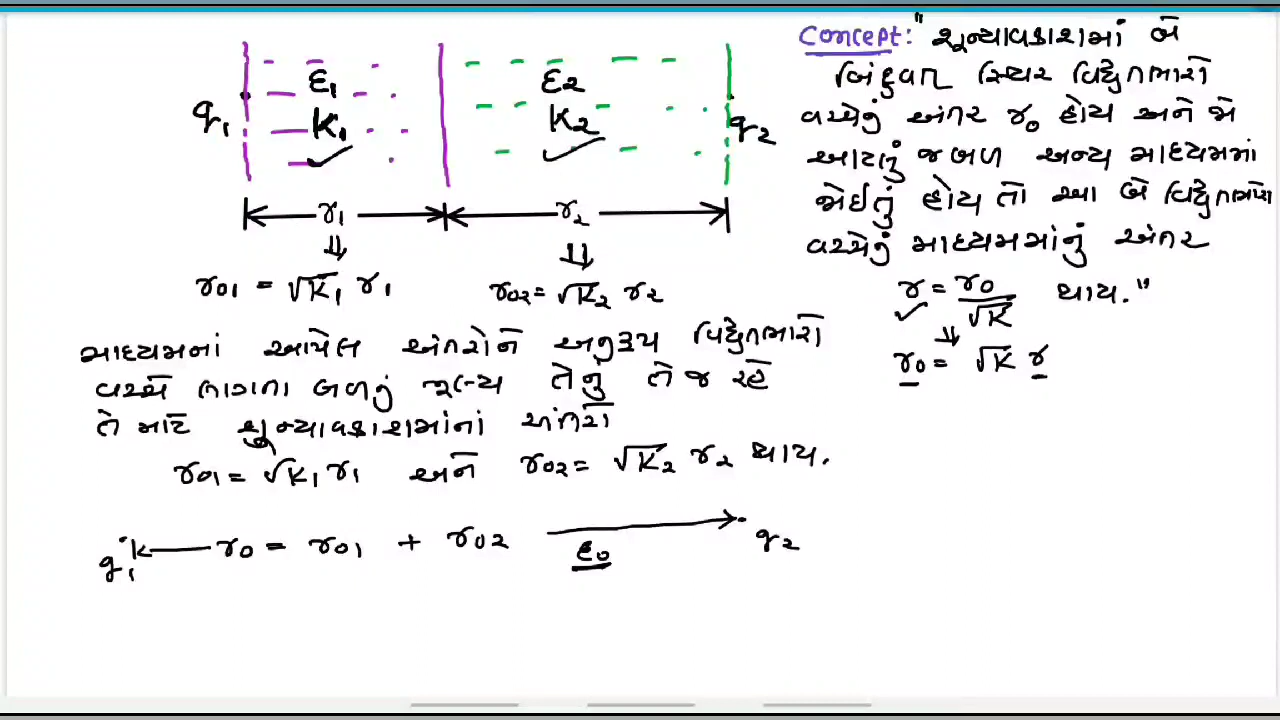 ε1
K1
ε2
K2
q1
q2
r1
r2
r01 = √K1 r1
r02 = √K2 r2
Concept: "શૂન્યાવકાશમાં બે
બિંદુવત્ સ્થિર વિદ્યુતભારો
વચ્ચેનું અંતર r0 હોય અને જો
આટલું જ બળ અન્ય માધ્યમમાં
જોઈતું હોય તો આ બે વિદ્યુતભારો
વચ્ચેનું માધ્યમમાંનું અંતર
r = r0/√K થાય."
r0 = √K r
માધ્યમનાં આપેલ અંતરોને અનુરૂપ વિદ્યુતભારો
વચ્ચે લાગતા બળનું મૂલ્ય તેનું તે જ રહે
તે માટે શૂન્યાવકાશમાંનાં અંતરો
r01 = √K1 r1 અને r02 = √K2 r2 થાય.
q1 r0 = r01 + r02 ε0 q2